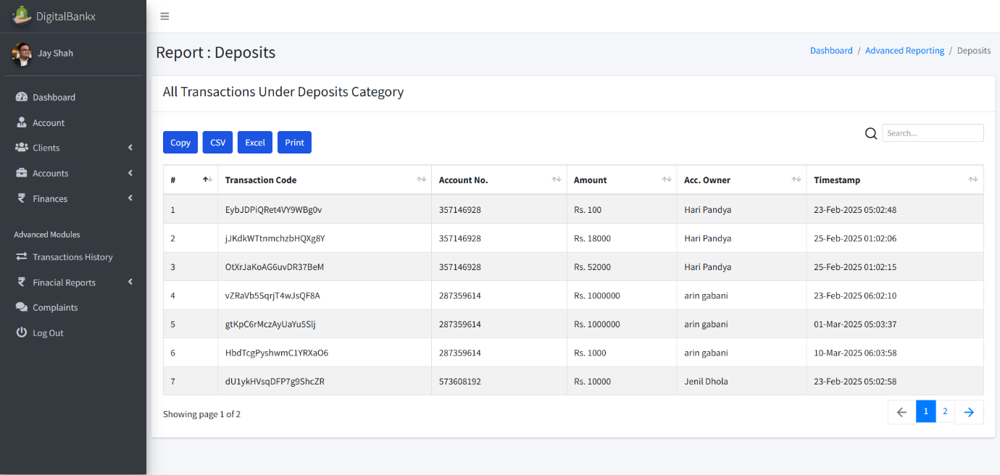 DigitalBankx
Jay Shah
Dashboard
Account
Clients
Accounts
Finances
Advanced Modules
Transactions History
Finacial Reports
Complaints
Log Out
Report : Deposits
Dashboard / Advanced Reporting / Deposits
All Transactions Under Deposits Category
Copy CSV Excel Print
Search...
# Transaction Code Account No. Amount Acc. Owner Timestamp
1 EybJDPiQRet4VY9WBg0v 357146928 Rs. 100 Hari Pandya 23-Feb-2025 05:02:48
2 jJKdkWTtnmchzbHQXg8Y 357146928 Rs. 18000 Hari Pandya 25-Feb-2025 01:02:06
3 OtXrJaKoAG6uvDR37BeM 357146928 Rs. 52000 Hari Pandya 25-Feb-2025 01:02:15
4 vZRaVb5SqrjT4wJsQF8A 287359614 Rs. 1000000 arin gabani 23-Feb-2025 06:02:10
5 gtKpC6rMczAyUaYu5Slj 287359614 Rs. 1000000 arin gabani 01-Mar-2025 05:03:37
6 HbdTcgPyshwmC1YRXaO6 287359614 Rs. 1000 arin gabani 10-Mar-2025 06:03:58
7 dU1ykHVsqDFP7g9ShcZR 573608192 Rs. 10000 Jenil Dhola 23-Feb-2025 05:02:58
Showing page 1 of 2
1 2